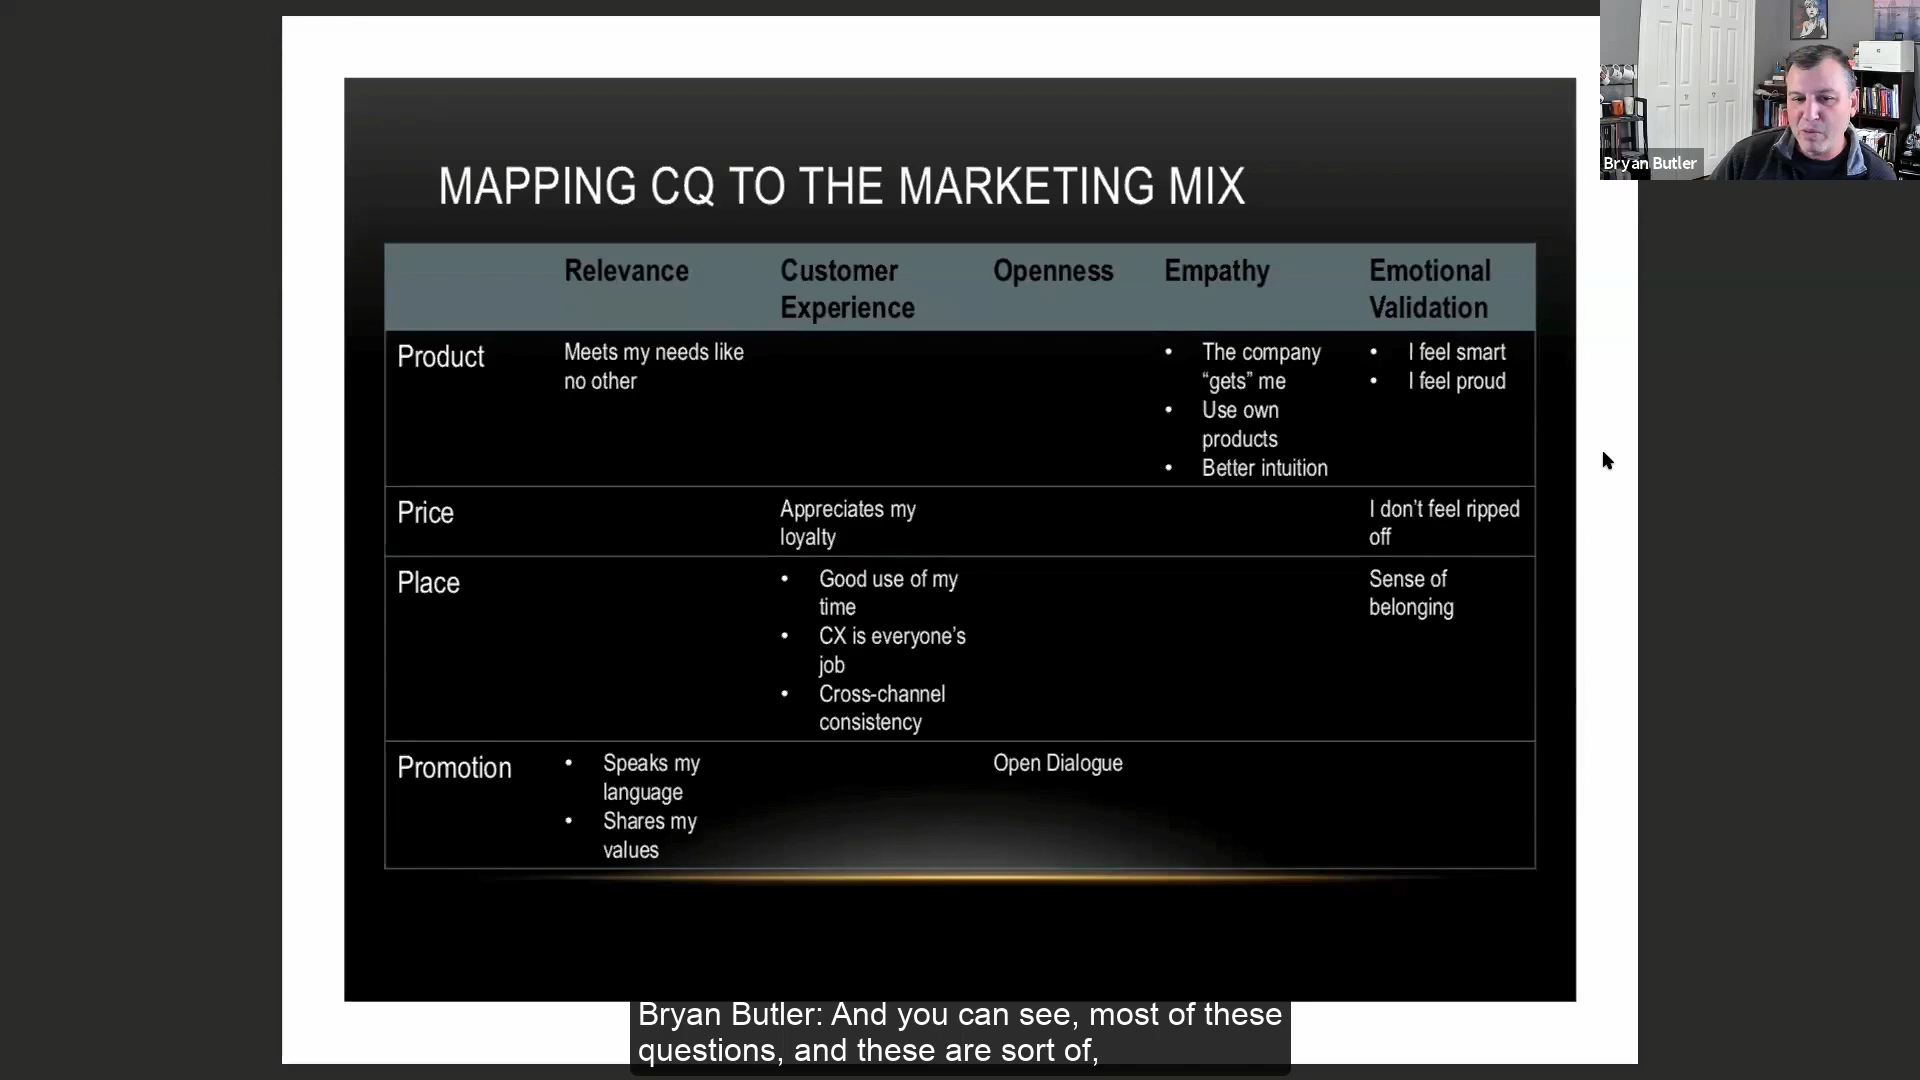 MAPPING CQ TO THE MARKETING MIX
Relevance
Customer
Experience
Openness
Empathy
Emotional
Validation
Product
Meets my needs like
no other
• The company
“gets” me
• Use own
products
• Better intuition
• I feel smart
• I feel proud
Price
Appreciates my
loyalty
I don’t feel ripped
off
Place
• Good use of my
time
• CX is everyone’s
job
• Cross-channel
consistency
Sense of
belonging
Promotion
• Speaks my
language
• Shares my
values
Open Dialogue
Bryan Butler
Bryan Butler: And you can see, most of these
questions, and these are sort of,